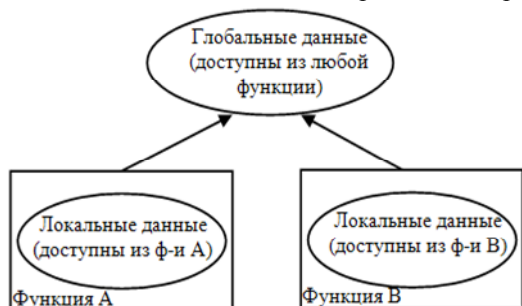 Глобальные данные
(доступны из любой
функции)
Локальные данные
(доступны из ф-и А)
Функция А
Локальные данные
(доступны из ф-и В)
Функция В